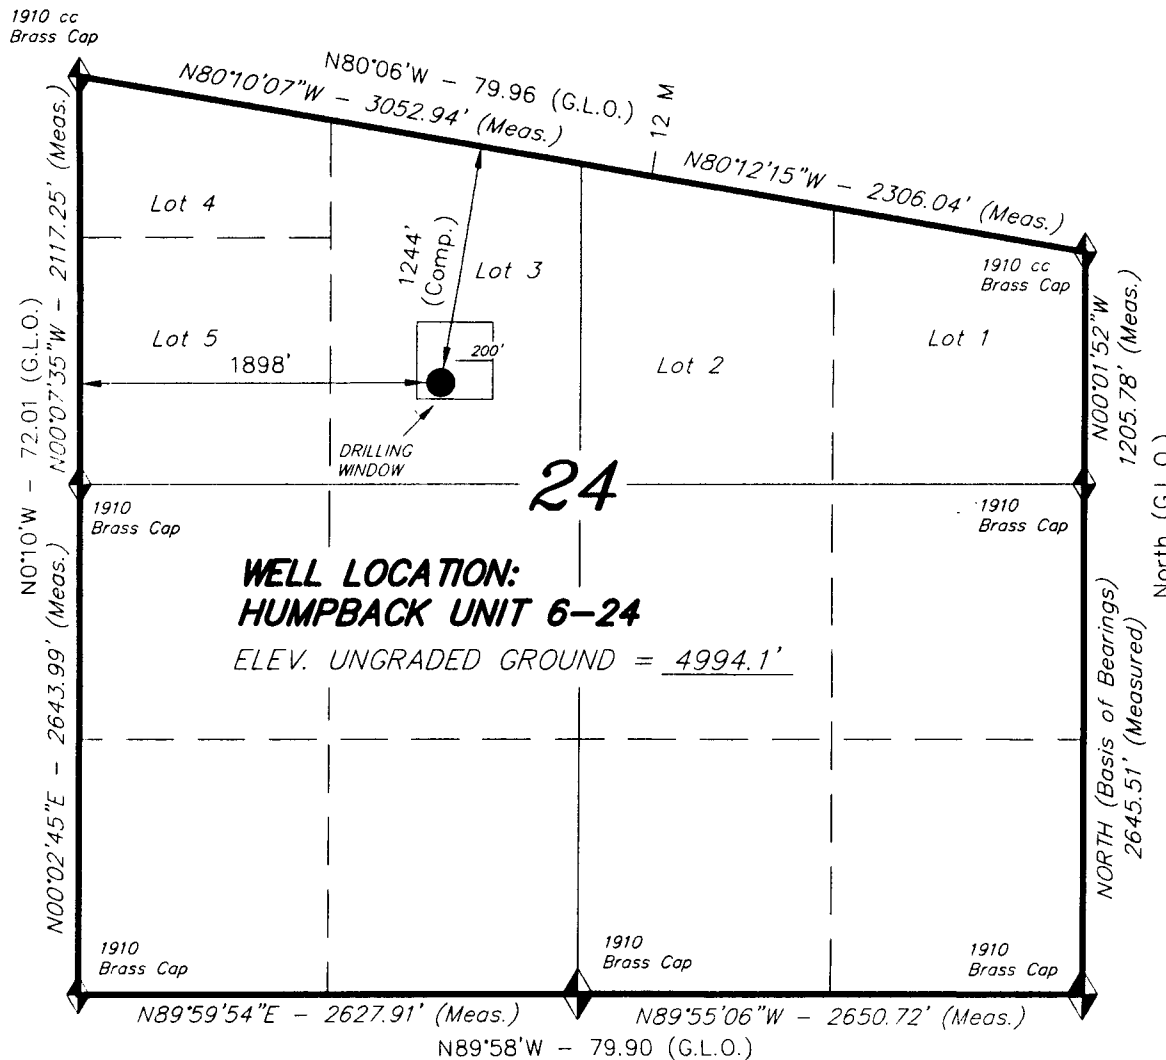 1910 cc
Brass Cap
N80°06'W - 79.96 (G.L.O.)
N80°10'07"W - 3052.94' (Meas.)
12 M
N80°12'15"W - 2306.04' (Meas.)
Lot 4
1244'
(Comp.)
Lot 3
1910 cc
Brass Cap
Lot 5
1898'
200'
Lot 2
Lot 1
N0°10'W - 72.01 (G.L.O.)
N00°07'35"W - 2117.25' (Meas.)
N00°01'52"W
1205.78' (Meas.)
North (G.L.O.)
DRILLING
WINDOW
24
1910
Brass Cap
1910
Brass Cap
WELL LOCATION:
HUMPBACK UNIT 6-24
ELEV. UNGRADED GROUND = 4994.1'
N00°02'45"E - 2643.99' (Meas.)
NORTH (Basis of Bearings)
2645.51' (Measured)
1910
Brass Cap
1910
Brass Cap
1910
Brass Cap
N89°59'54"E - 2627.91' (Meas.)
N89°55'06"W - 2650.72' (Meas.)
N89°58'W - 79.90 (G.L.O.)